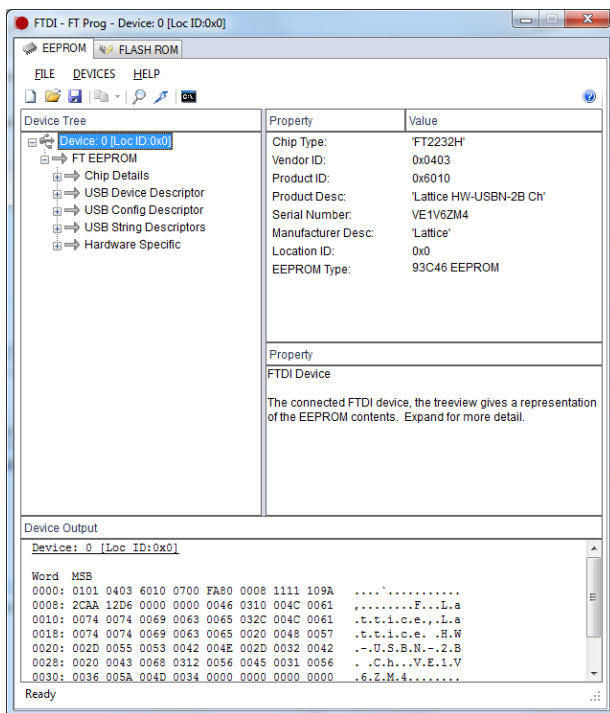 FTDI - FT Prog - Device: 0 [Loc ID:0x0]
EEPROM FLASH ROM
FILE DEVICES HELP
Device Tree
Device: 0 [Loc ID:0x0]
FT EEPROM
Chip Details
USB Device Descriptor
USB Config Descriptor
USB String Descriptors
Hardware Specific
Property Value
Chip Type: 'FT2232H'
Vendor ID: 0x0403
Product ID: 0x6010
Product Desc: 'Lattice HW-USBN-2B Ch'
Serial Number: VE1V6ZM4
Manufacturer Desc: 'Lattice'
Location ID: 0x0
EEPROM Type: 93C46 EEPROM
Property
FTDI Device
The connected FTDI device, the treeview gives a representation
of the EEPROM contents. Expand for more detail.
Device Output
Device: 0 [Loc ID:0x0]
Word MSB
0000: 0101 0403 6010 0700 FA80 0008 1111 109A ....`...........
0008: 2CAA 12D6 0000 0000 0046 0310 004C 0061 ,........F...L.a
0010: 0074 0074 0069 0063 0065 032C 004C 0061 .t.t.i.c.e.,.L.a
0018: 0074 0074 0069 0063 0065 0020 0048 0057 .t.t.i.c.e. .H.W
0020: 002D 0055 0053 0042 004E 002D 0032 0042 .-.U.S.B.N.-.2.B
0028: 0020 0043 0068 0312 0056 0045 0031 0056 . .C.h...V.E.1.V
0030: 0036 005A 004D 0034 0000 0000 0000 0000 .6.Z.M.4........
Ready